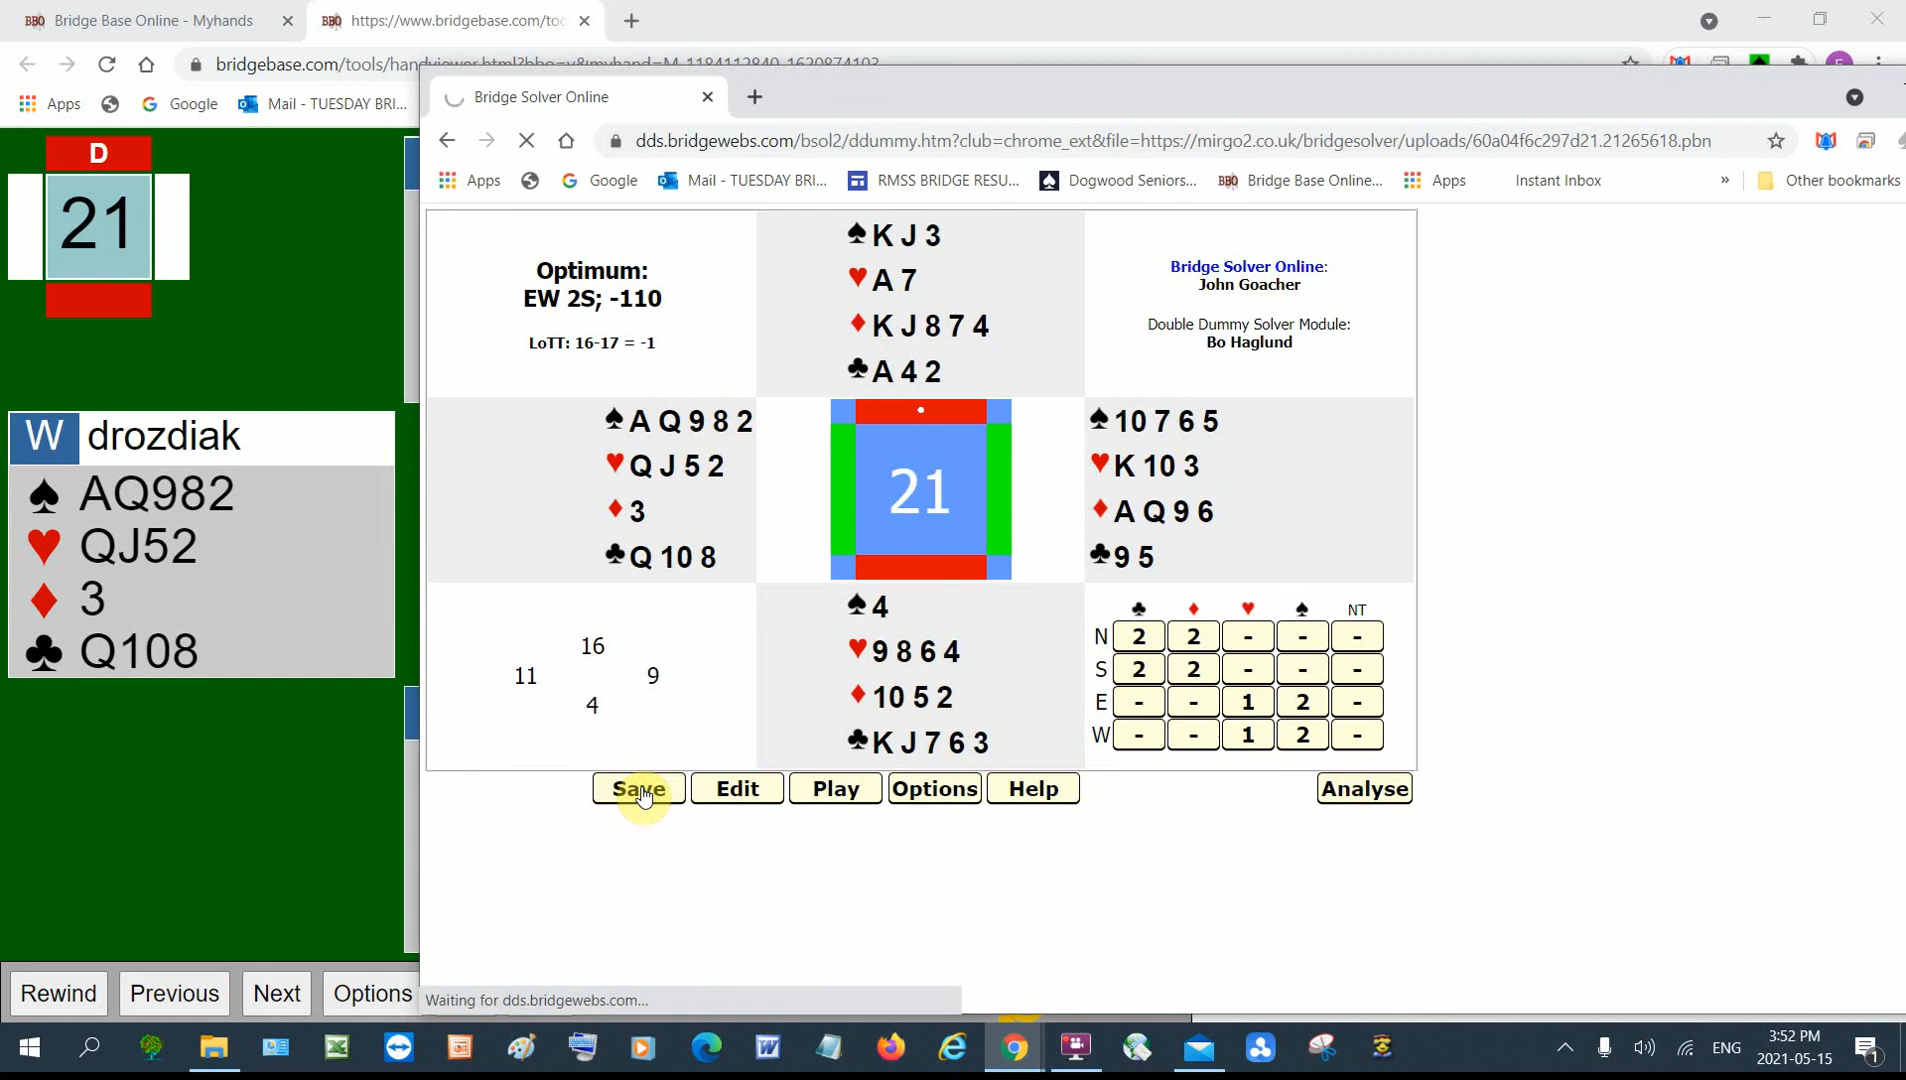 Bridge Base Online - Myhands
https://www.bridgebase.com/too
bridgebase.com/tools/handviewer.html?bbo=y&myhand=M-1184112840-1620874103
Apps
Google
Mail - TUESDAY BRI...
Bridge Solver Online
dds.bridgewebs.com/bsol2/ddummy.htm?club=chrome_ext&file=https://mirgo2.co.uk/bridgesolver/uploads/60a04f6c297d21.21265618.pbn
Apps
Google
Mail - TUESDAY BRI...
RMSS BRIDGE RESU...
Dogwood Seniors...
BBO Bridge Base Online...
Apps
Instant Inbox
»
Other bookmarks
D
21
W drozdiak
♠ AQ982
♥ QJ52
♦ 3
♣ Q108
Optimum:
EW 2S; -110
LoTT: 16-17 = -1
♠ K J 3
♥ A 7
♦ K J 8 7 4
♣ A 4 2
Bridge Solver Online:
John Goacher
Double Dummy Solver Module:
Bo Haglund
♠ A Q 9 8 2
♥ Q J 5 2
♦ 3
♣ Q 10 8
21
♠ 10 7 6 5
♥ K 10 3
♦ A Q 9 6
♣ 9 5
16
11 9
4
♠ 4
♥ 9 8 6 4
♦ 10 5 2
♣ K J 7 6 3
♣ ♦ ♥ ♠ NT
N 2 2 - - -
S 2 2 - - -
E - - 1 2 -
W - - 1 2 -
Save Edit Play Options Help Analyse
Rewind Previous Next Options
Waiting for dds.bridgewebs.com...
ENG
3:52 PM
2021-05-15
1